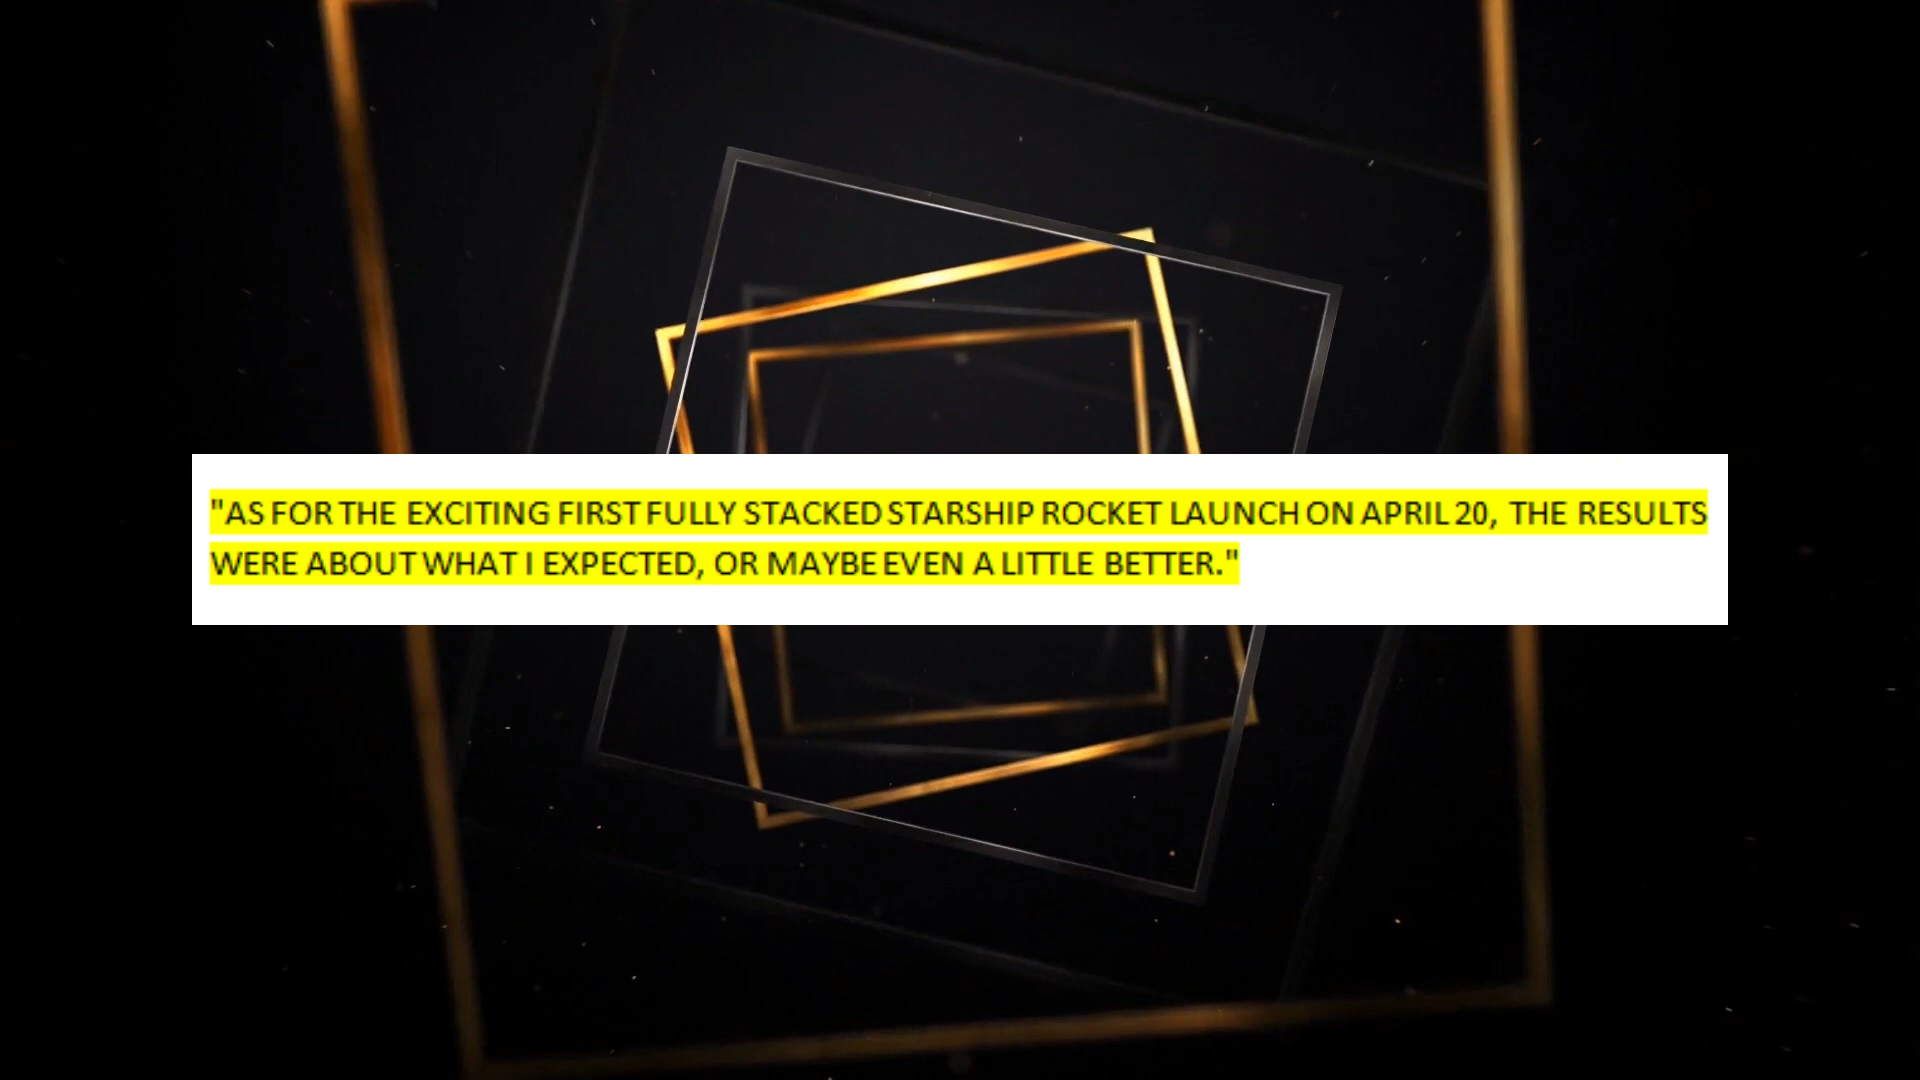 "AS FOR THE EXCITING FIRST FULLY STACKED STARSHIP ROCKET LAUNCH ON APRIL 20, THE RESULTS
WERE ABOUT WHAT I EXPECTED, OR MAYBE EVEN A LITTLE BETTER."